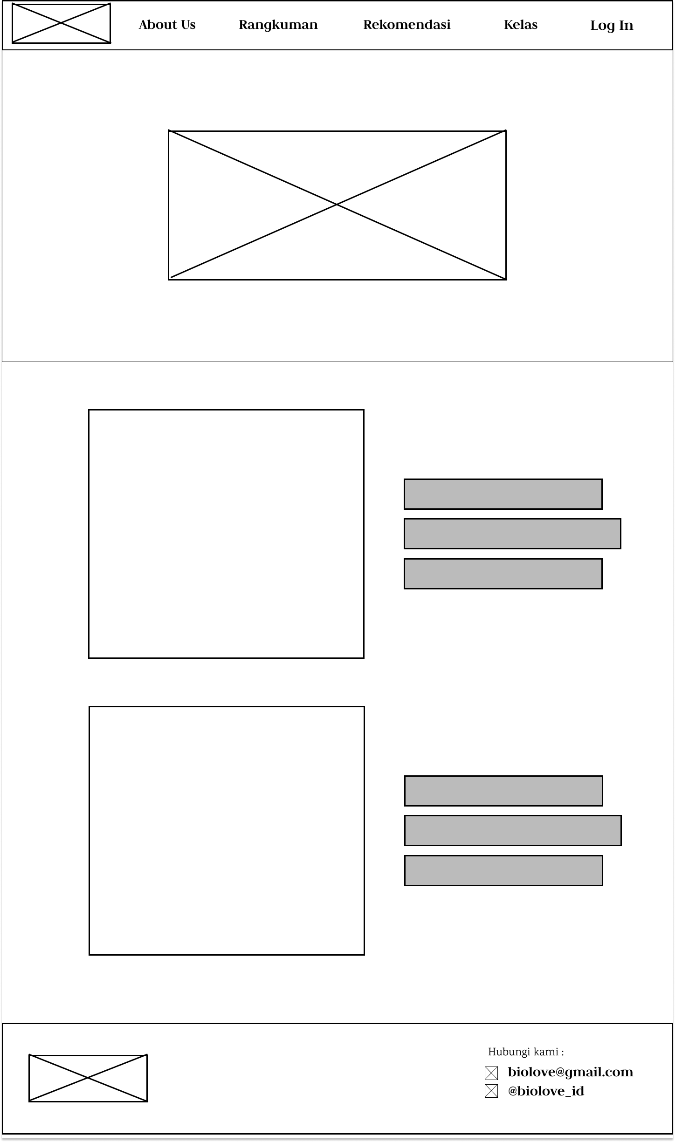 About Us Rangkuman Rekomendasi Kelas Log In
Hubungi kami :
biolove@gmail.com
@biolove_id